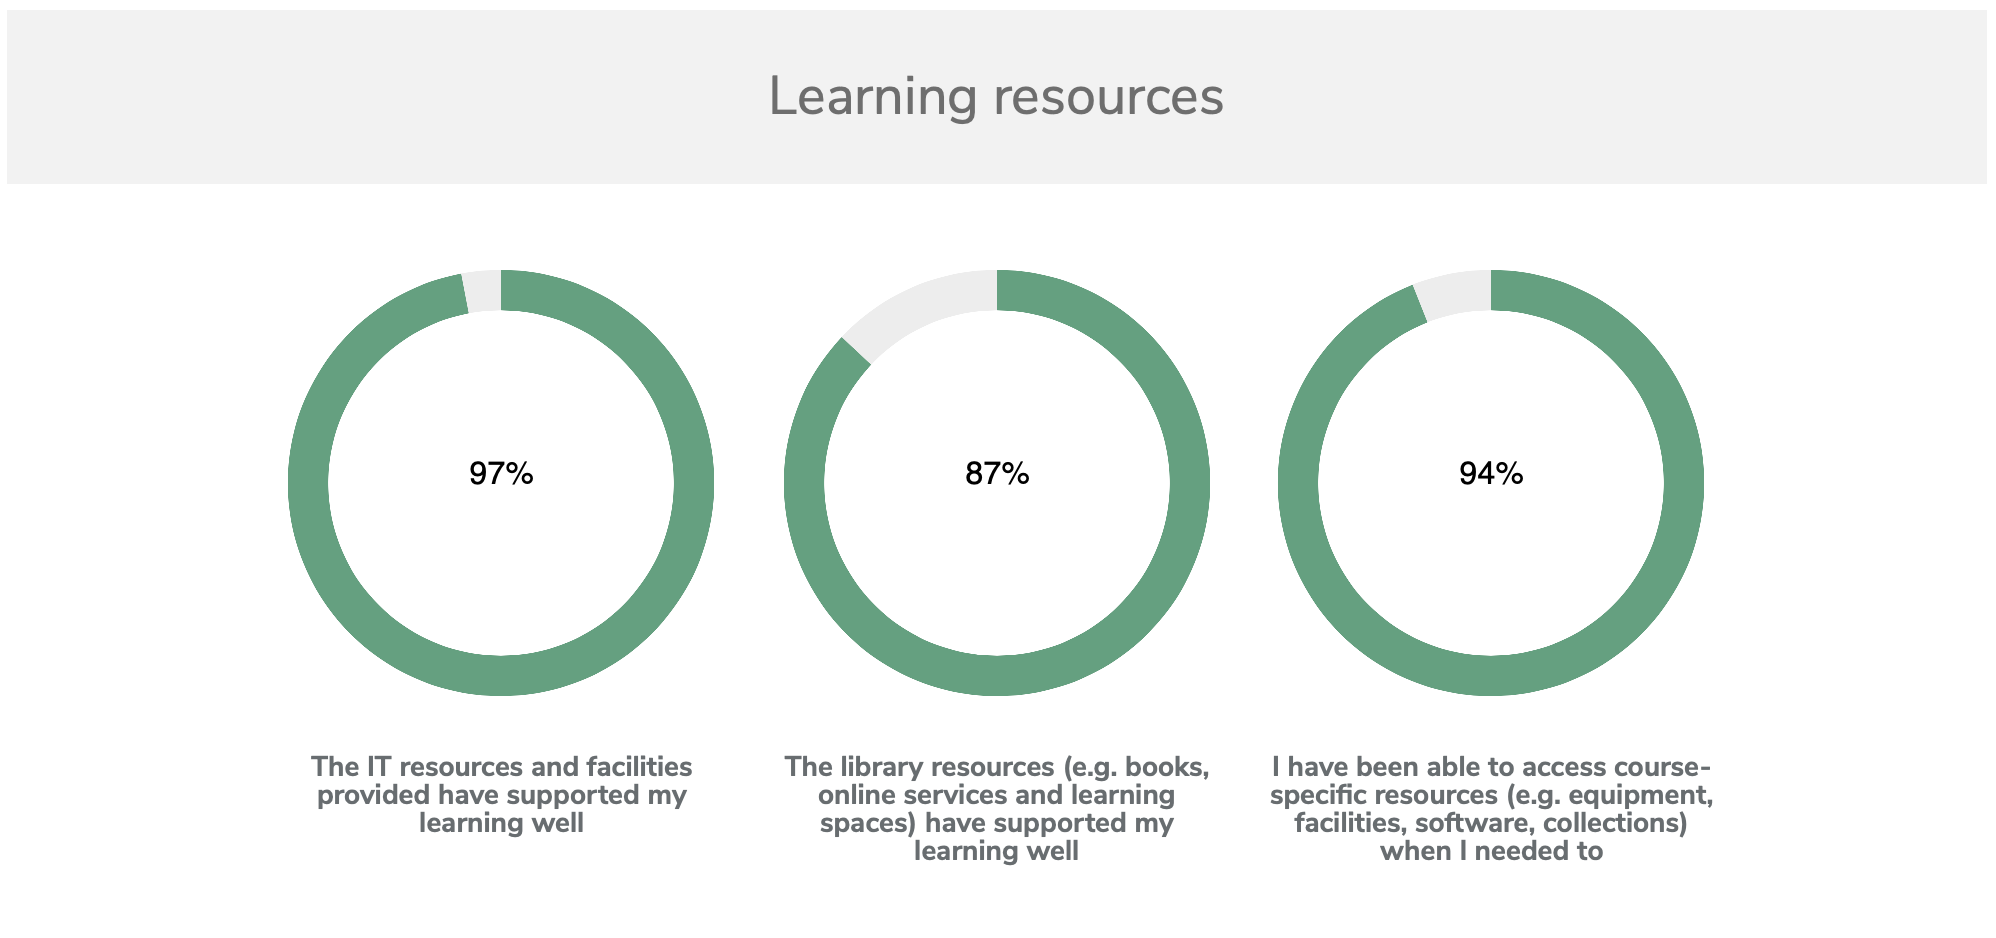 Learning resources
97%
87%
94%
The IT resources and facilities
provided have supported my
learning well
The library resources (e.g. books,
online services and learning
spaces) have supported my
learning well
I have been able to access course-
specific resources (e.g. equipment,
facilities, software, collections)
when I needed to